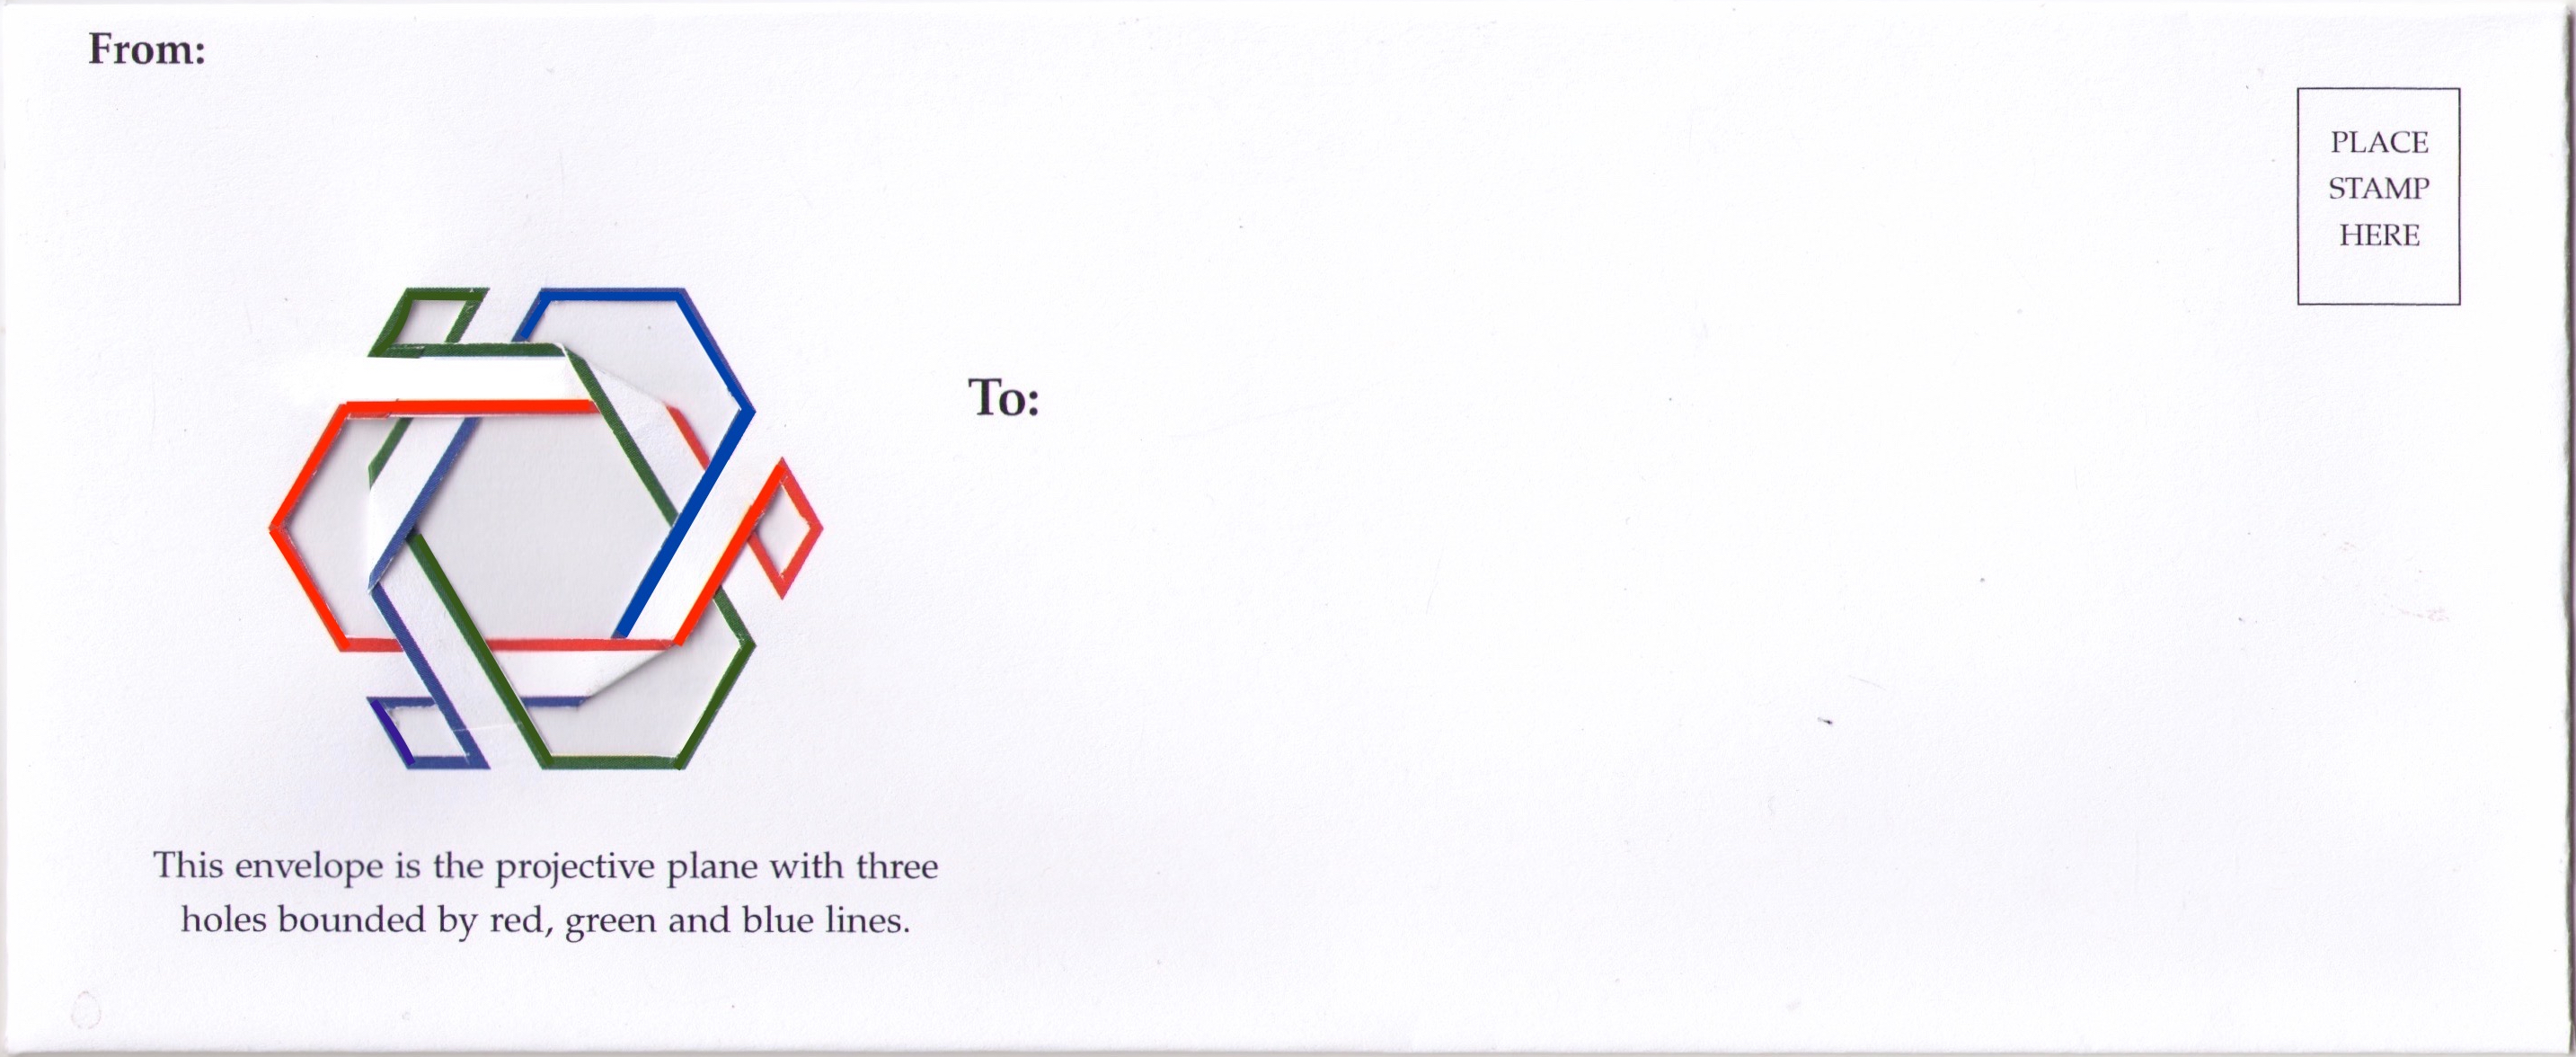 From:
PLACE
STAMP
HERE
To:
This envelope is the projective plane with three
holes bounded by red, green and blue lines.